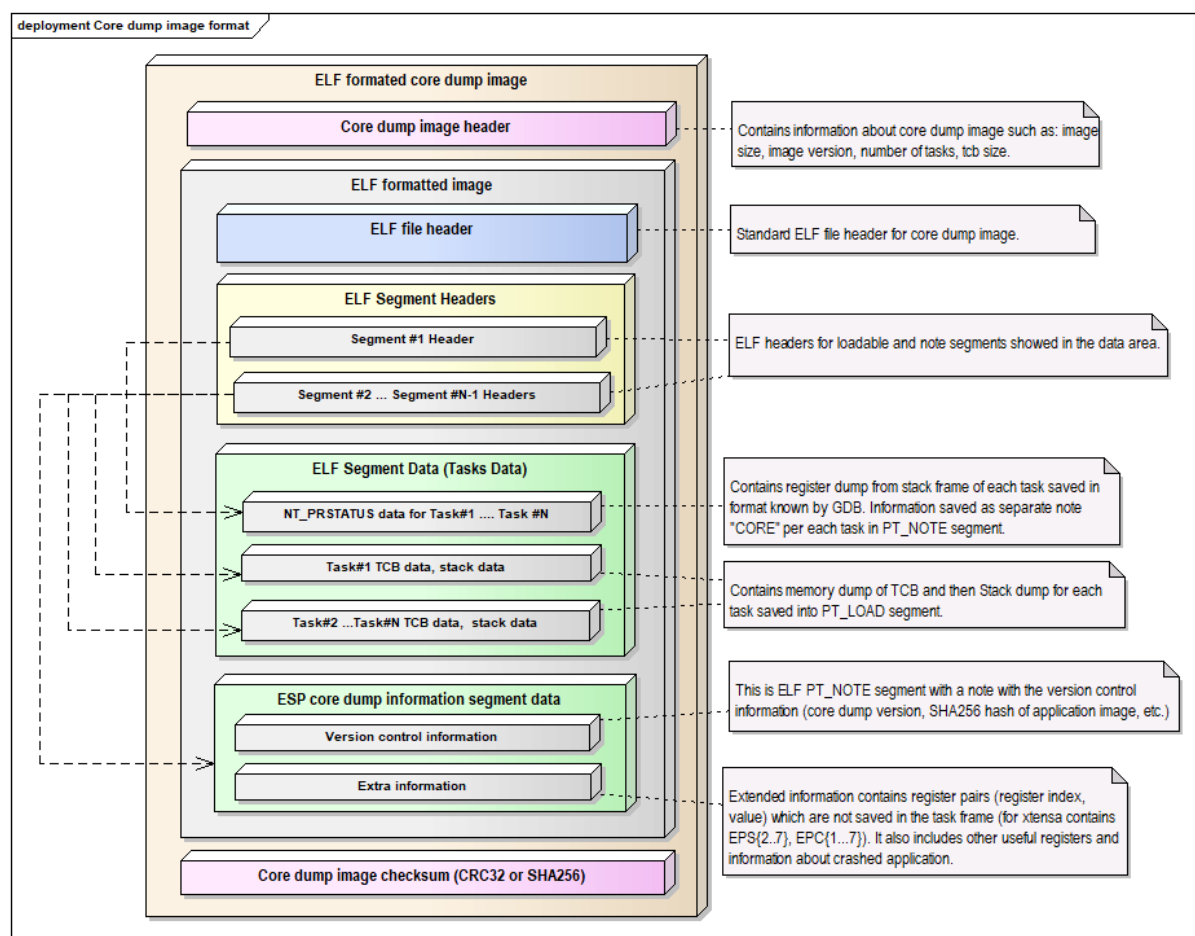 deployment Core dump image format
ELF formated core dump image
Core dump image header
Contains information about core dump image such as: image
size, image version, number of tasks, tcb size.
ELF formatted image
ELF file header
Standard ELF file header for core dump image.
ELF Segment Headers
Segment #1 Header
ELF headers for loadable and note segments showed in the data area.
Segment #2 ... Segment #N-1 Headers
ELF Segment Data (Tasks Data)
Contains register dump from stack frame of each task saved in
format known by GDB. Information saved as separate note
"CORE" per each task in PT_NOTE segment.
NT_PRSTATUS data for Task#1 .... Task #N
Task#1 TCB data, stack data
Contains memory dump of TCB and then Stack dump for each
task saved into PT_LOAD segment.
Task#2 ...Task#N TCB data, stack data
ESP core dump information segment data
This is ELF PT_NOTE segment with a note with the version control
information (core dump version, SHA256 hash of application image, etc.)
Version control information
Extra information
Extended information contains register pairs (register index,
value) which are not saved in the task frame (for xtensa contains
EPS{2..7}, EPC{1...7}). It also includes other useful registers and
information about crashed application.
Core dump image checksum (CRC32 or SHA256)